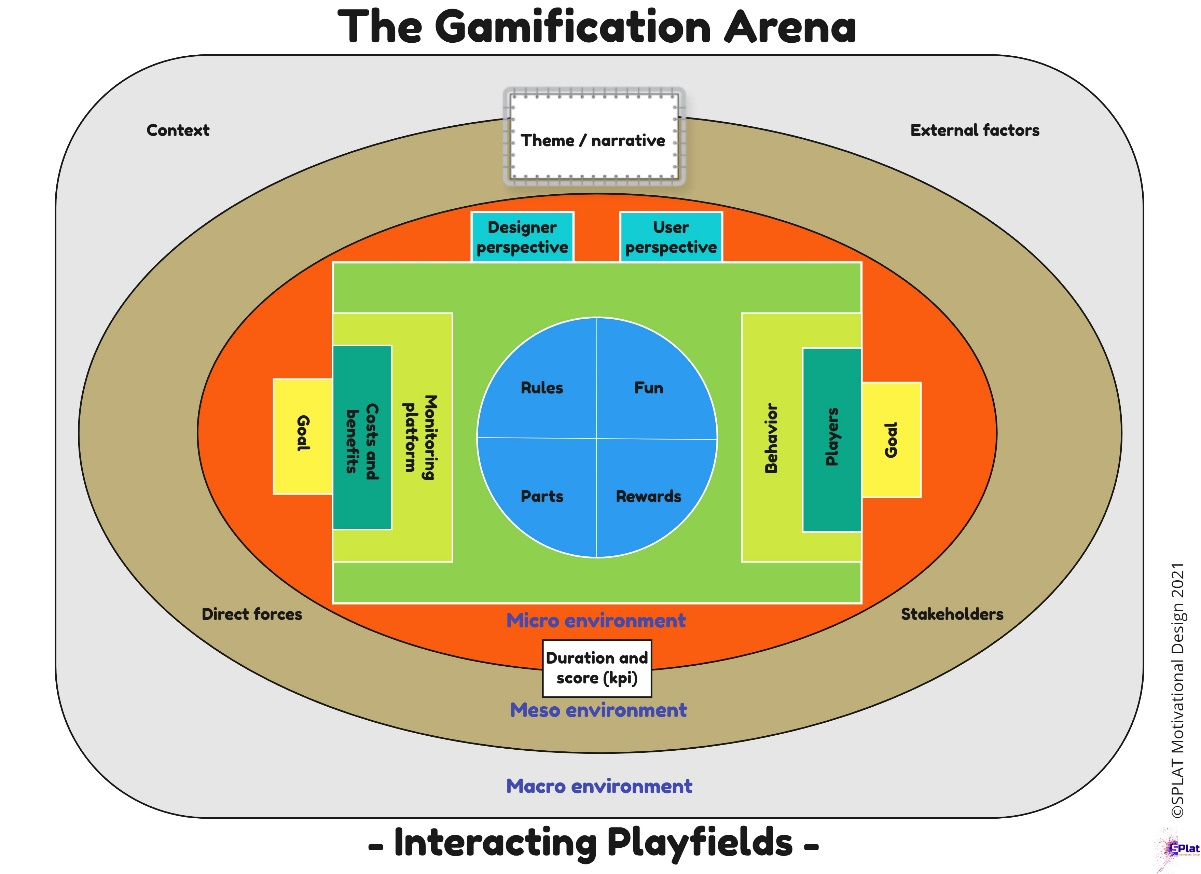 The Gamification Arena
Context
External factors
Theme / narrative
Designer
perspective
User
perspective
Goal
Costs and
benefits
Monitoring
platform
Rules
Fun
Parts
Rewards
Behavior
Players
Goal
Direct forces
Stakeholders
Micro environment
Duration and
score (kpi)
Meso environment
Macro environment
- Interacting Playfields -
©SPLAT Motivational Design 2021
SPlat